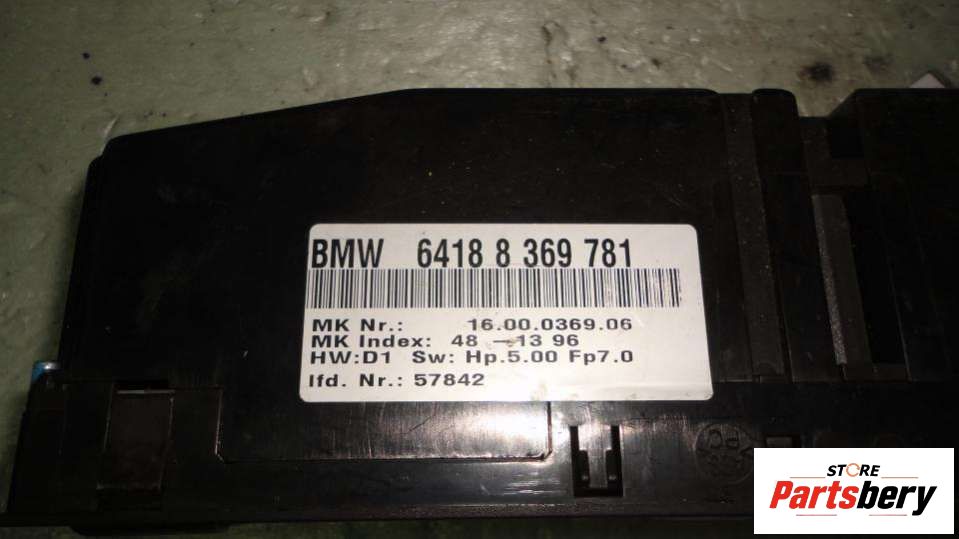 BMW 6418 8 369 781
MK Nr.: 16.00.0369.06
MK Index: 48 -13 96
HW:D1 Sw: Hp.5.00 Fp7.0
lfd. Nr.: 57842
STORE
Partsbery